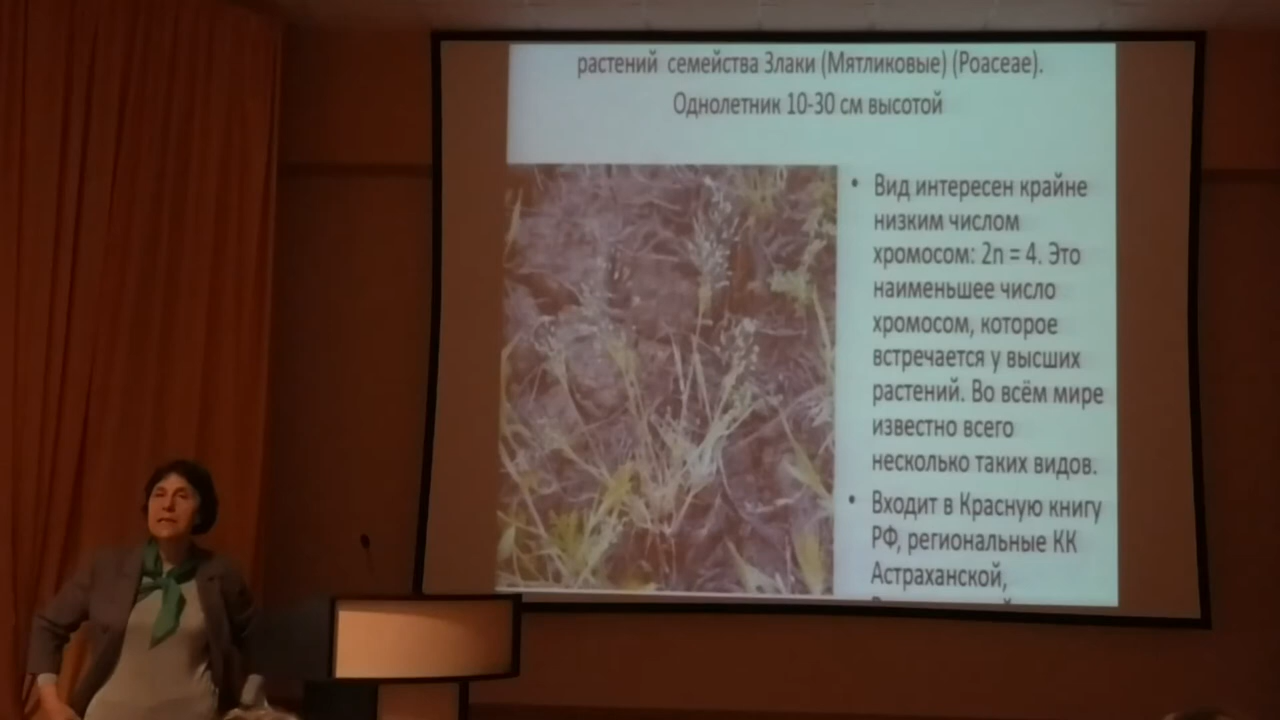 растений семейства Злаки (Мятликовые) (Poaceae).
Однолетник 10-30 см высотой
• Вид интересен крайне
низким числом
хромосом: 2n = 4. Это
наименьшее число
хромосом, которое
встречается у высших
растений. Во всём мире
известно всего
несколько таких видов.
• Входит в Красную книгу
РФ, региональные КК
Астраханской,